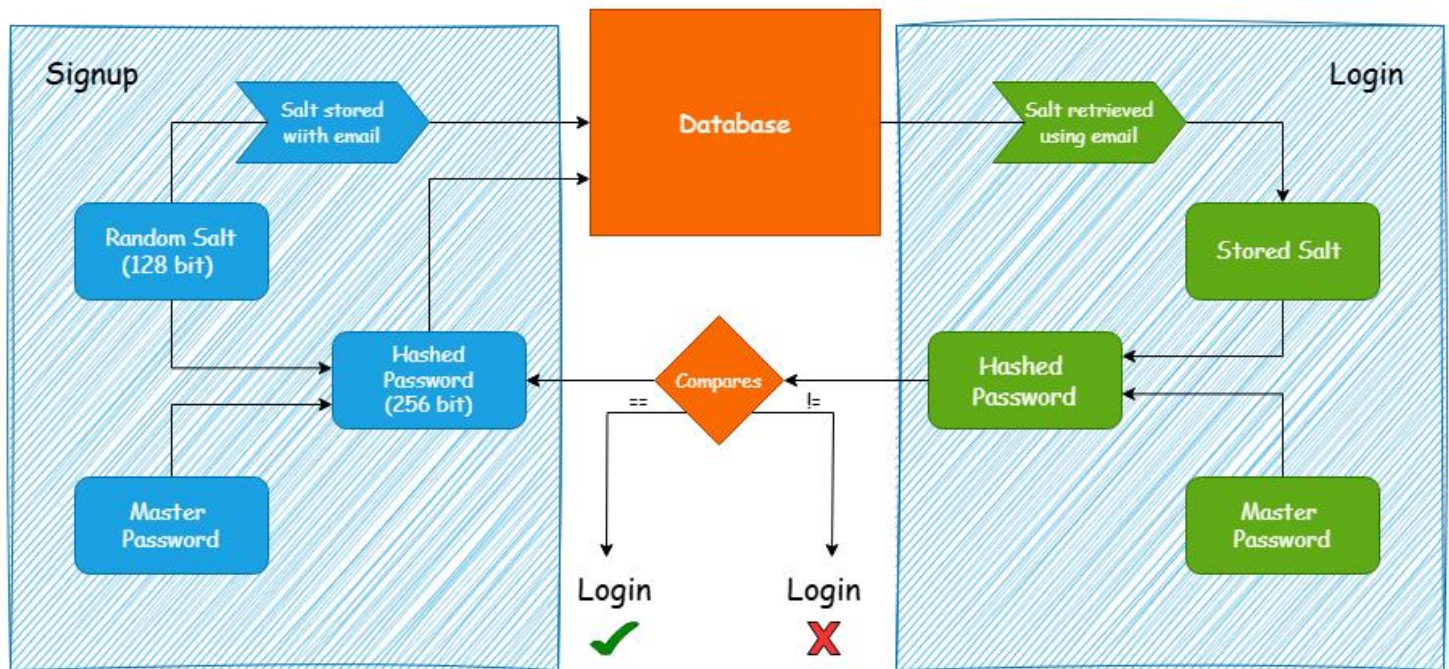 Signup
Salt stored
wiith email
Random Salt
(128 bit)
Hashed
Password
(256 bit)
Master
Password
Database
Compares
==
!=
Login
Login
Login
Salt retrieved
using email
Stored Salt
Hashed
Password
Master
Password